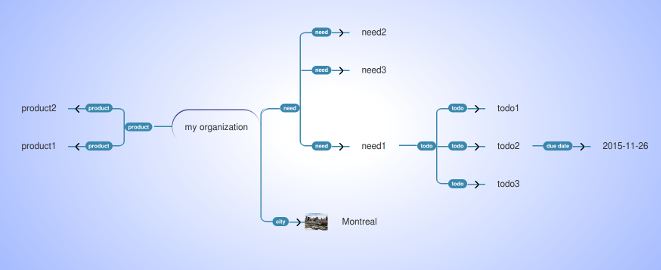 need
need2
need
need3
product2
product
product
my organization
need
todo
todo1
product1
product
need
need1
todo
todo
todo2
due date
2015-11-26
todo
todo3
city
Montreal